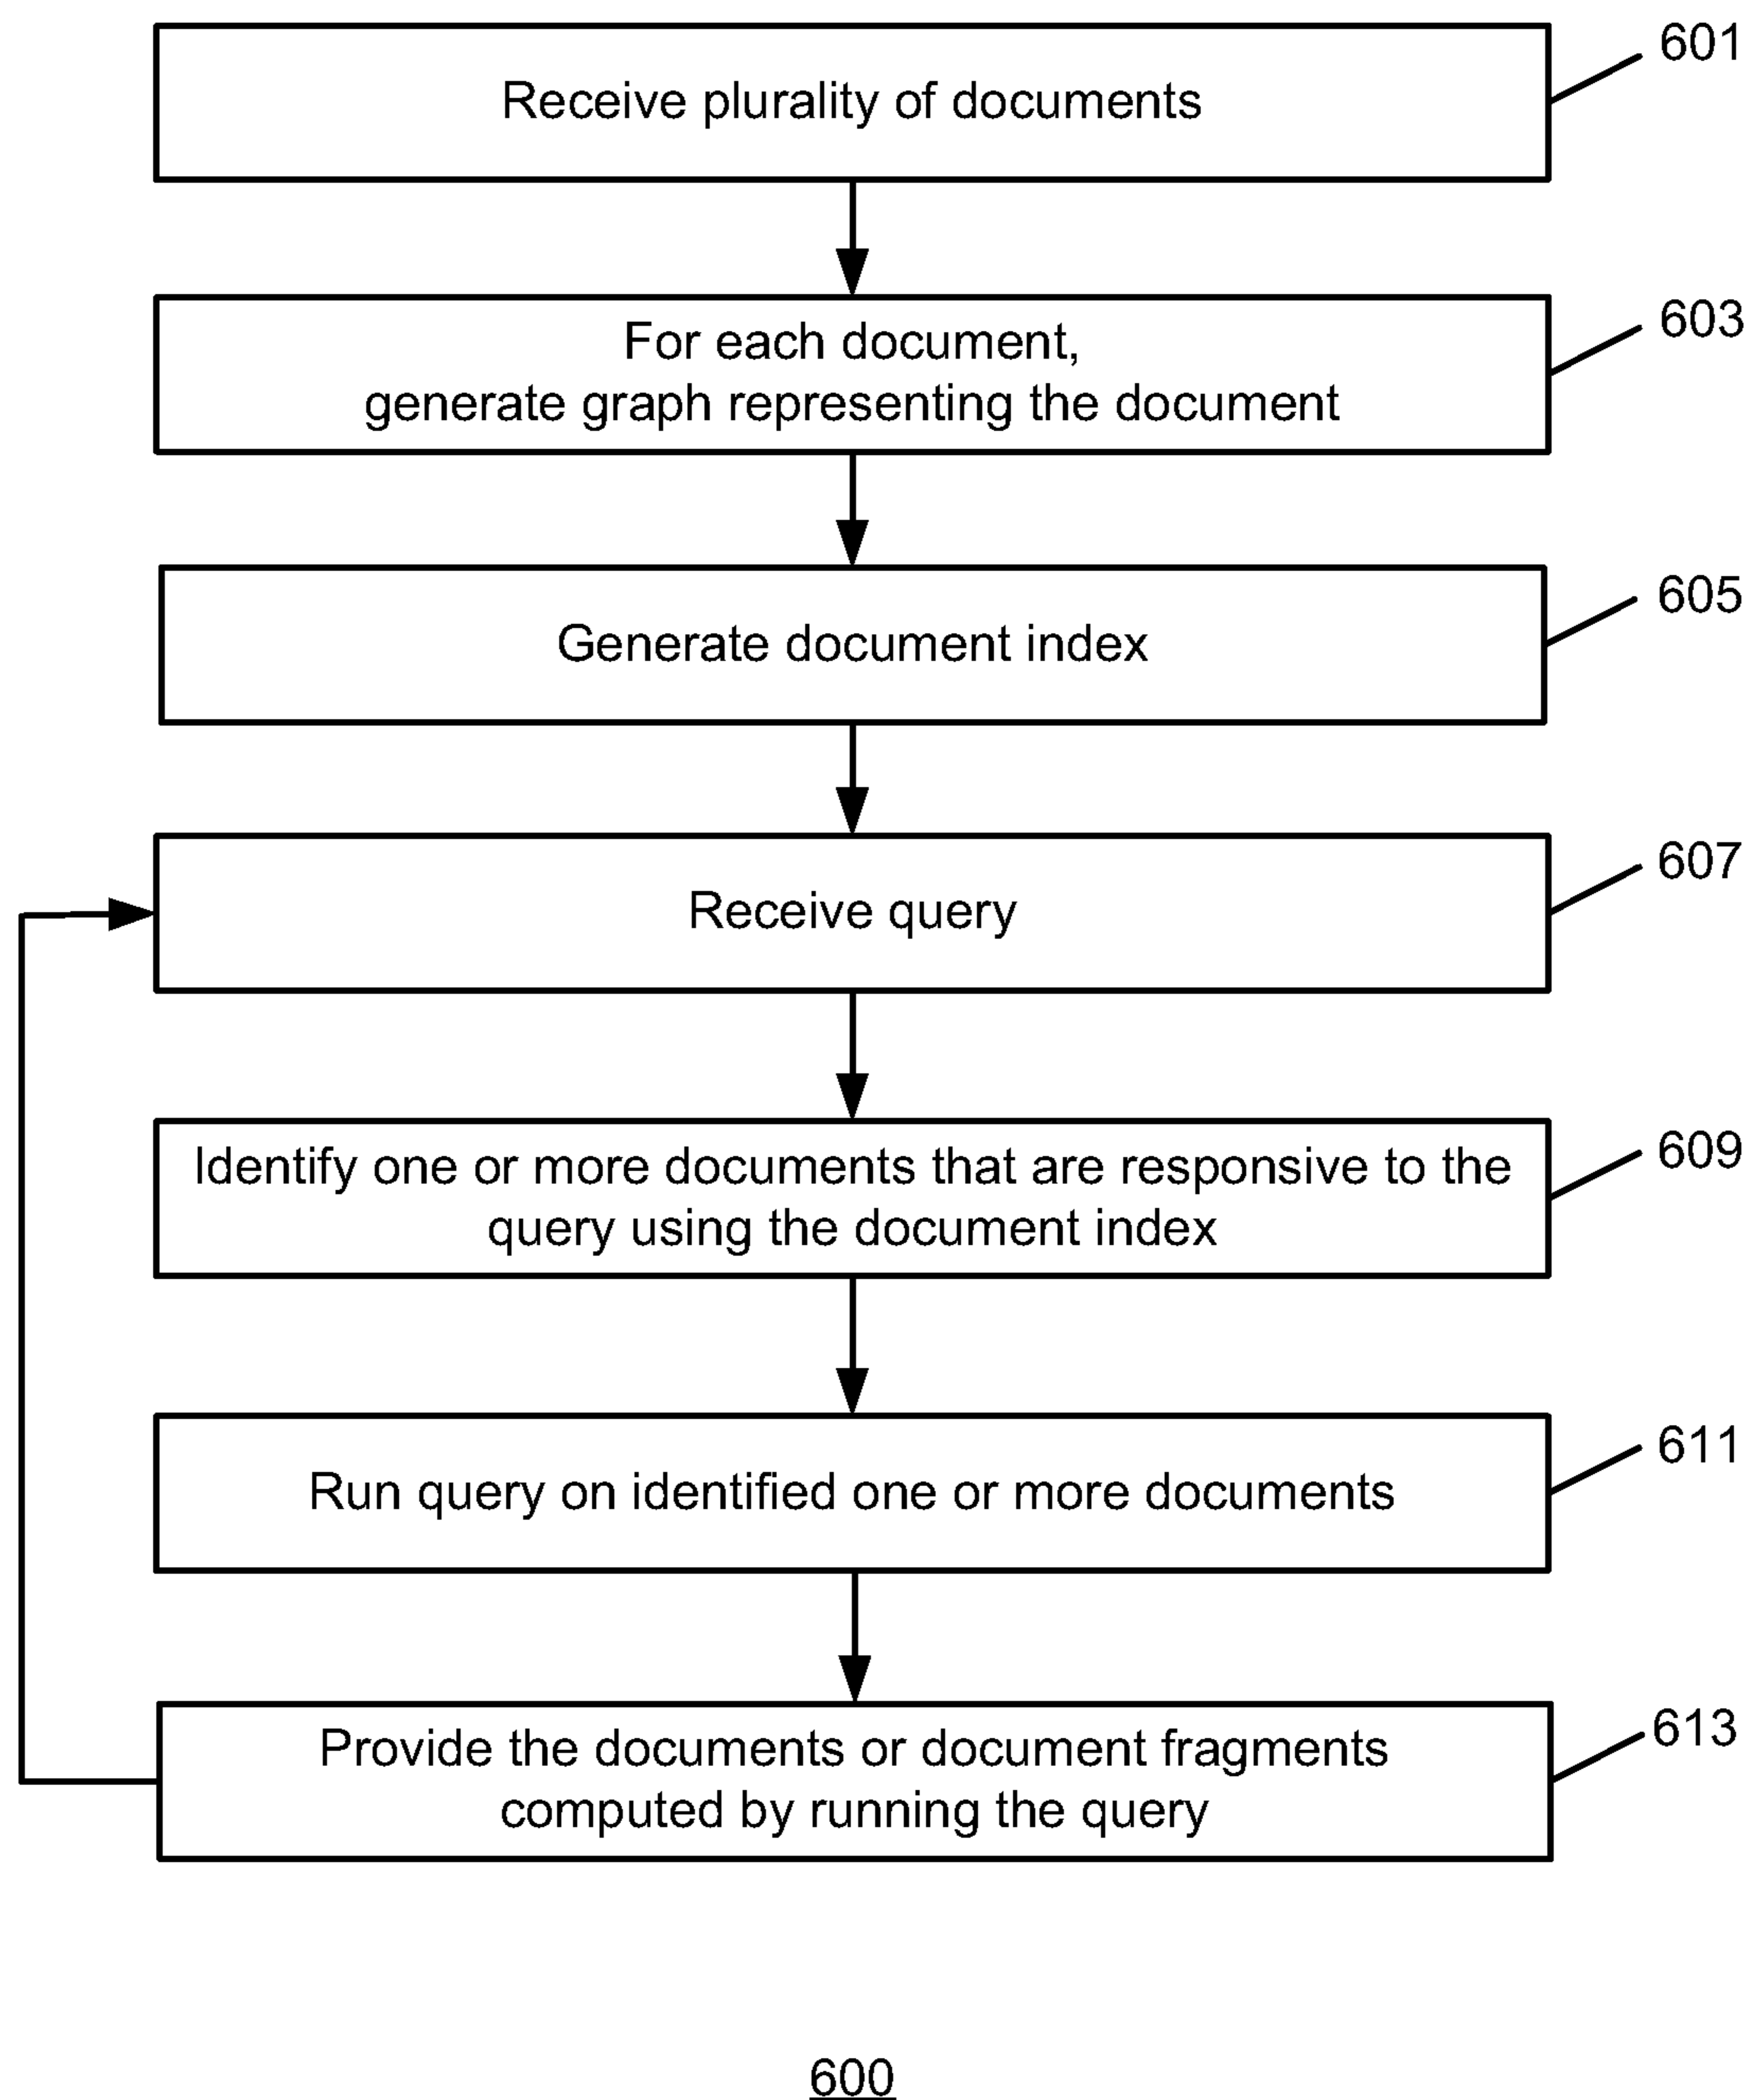 Receive plurality of documents
601
For each document,
generate graph representing the document
603
Generate document index
605
Receive query
607
Identify one or more documents that are responsive to the
query using the document index
609
Run query on identified one or more documents
611
Provide the documents or document fragments
computed by running the query
613
600